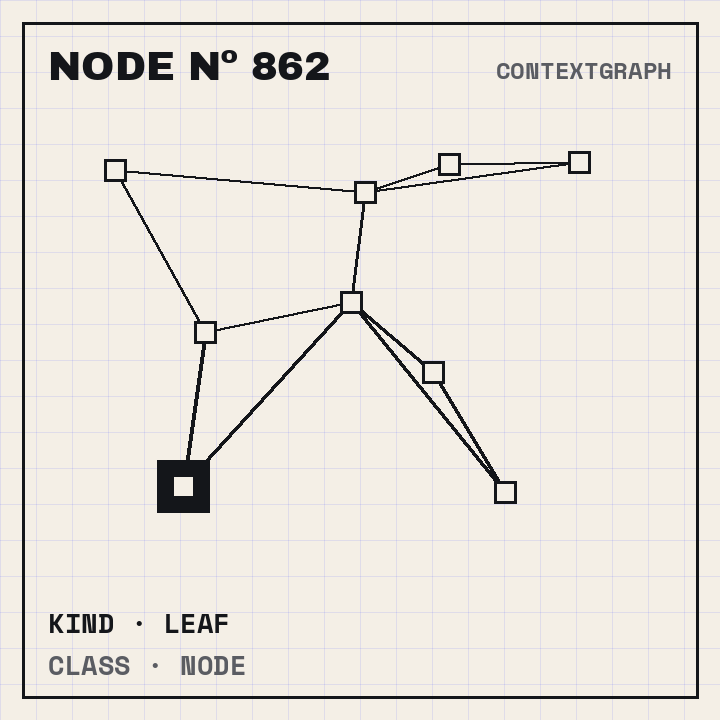 NODE Nº 862
CONTEXTGRAPH
KIND · LEAF
CLASS · NODE